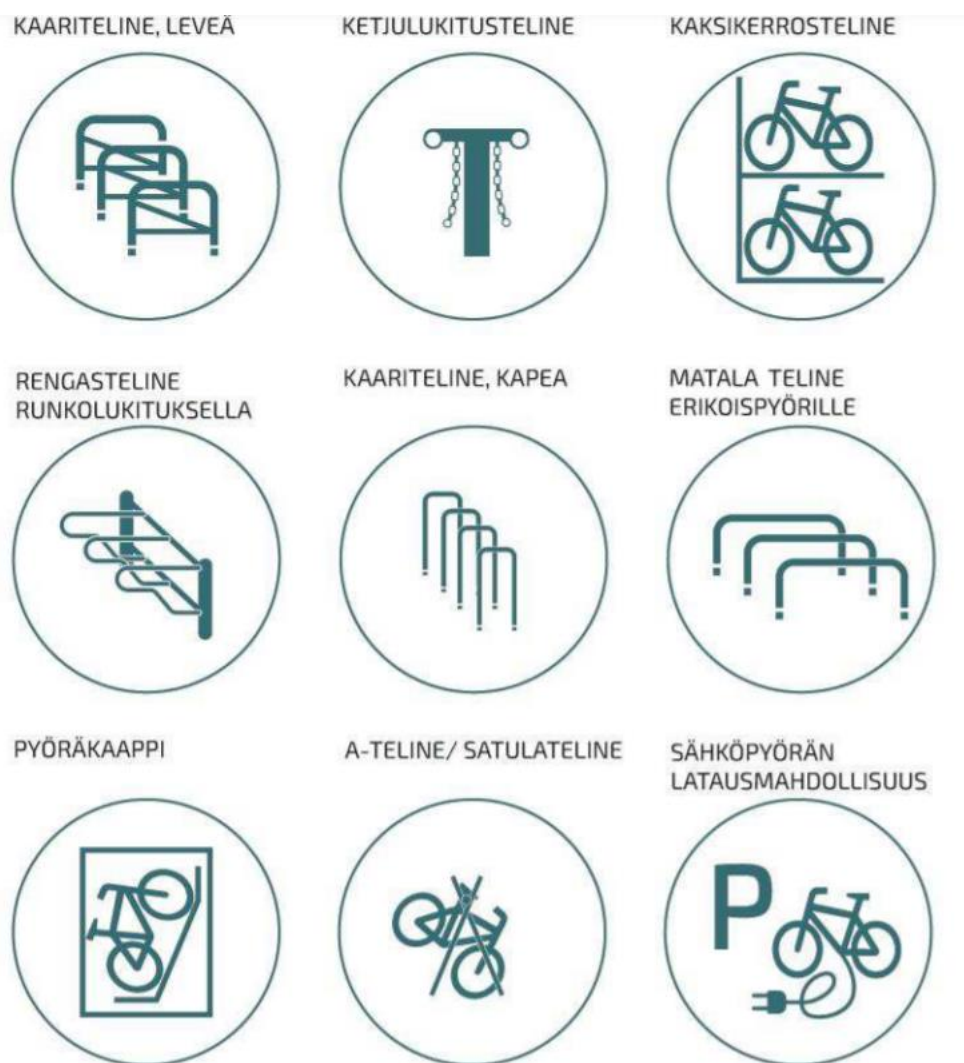 KAARITELINE, LEVEÄ
KETJULUKITUSTELINE
KAKSIKERROSTELINE
RENGASTELINE
RUNKOLUKITUKSELLA
KAARITELINE, KAPEA
MATALA TELINE
ERIKOISPYÖRILLE
PYÖRÄKAAPPI
A-TELINE/ SATULATELINE
SÄHKÖPYÖRÄN
LATAUSMAHDOLLISUUS
P